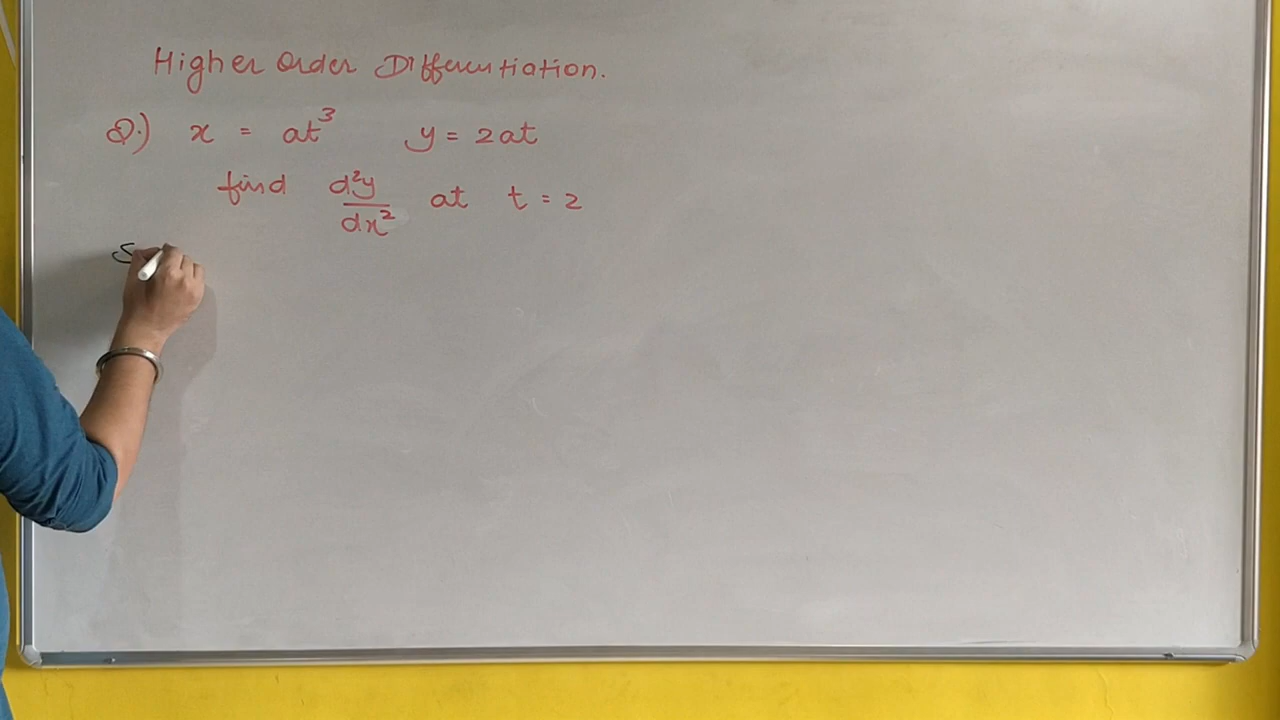 Higher Order Differentiation.
Q.) x = at³ y = 2at
find d²y/dx² at t = 2
S